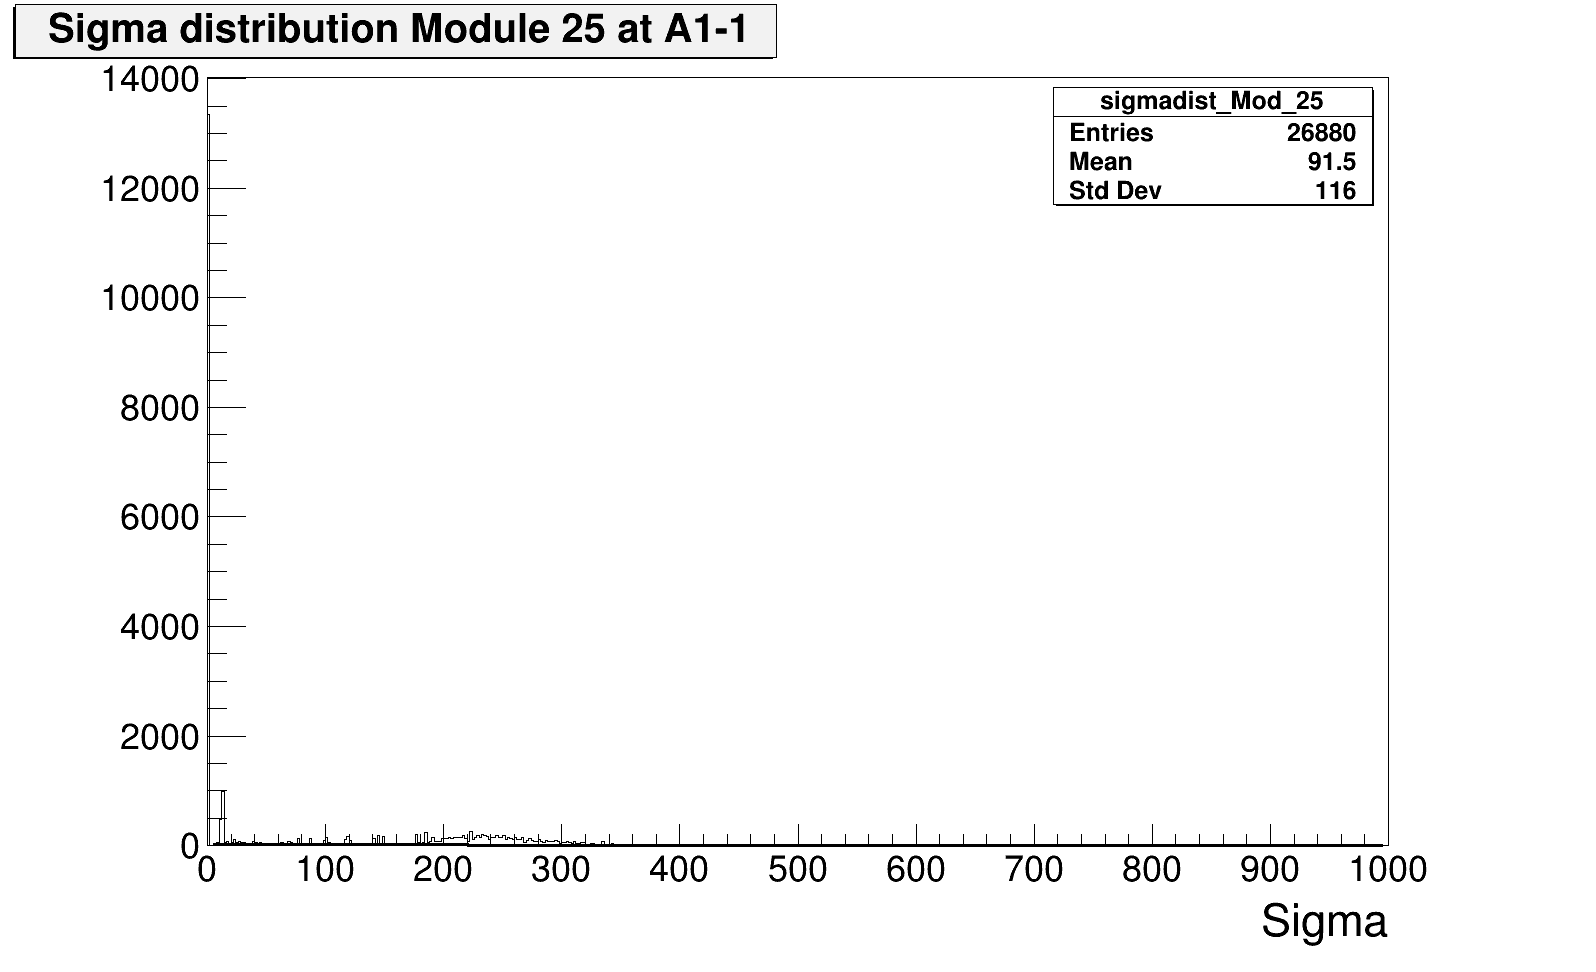 Sigma distribution Module 25 at A1-1
sigmadist_Mod_25
Entries 26880
Mean 91.5
Std Dev 116
14000
12000
10000
8000
6000
4000
2000
0
0 100 200 300 400 500 600 700 800 900 1000
Sigma